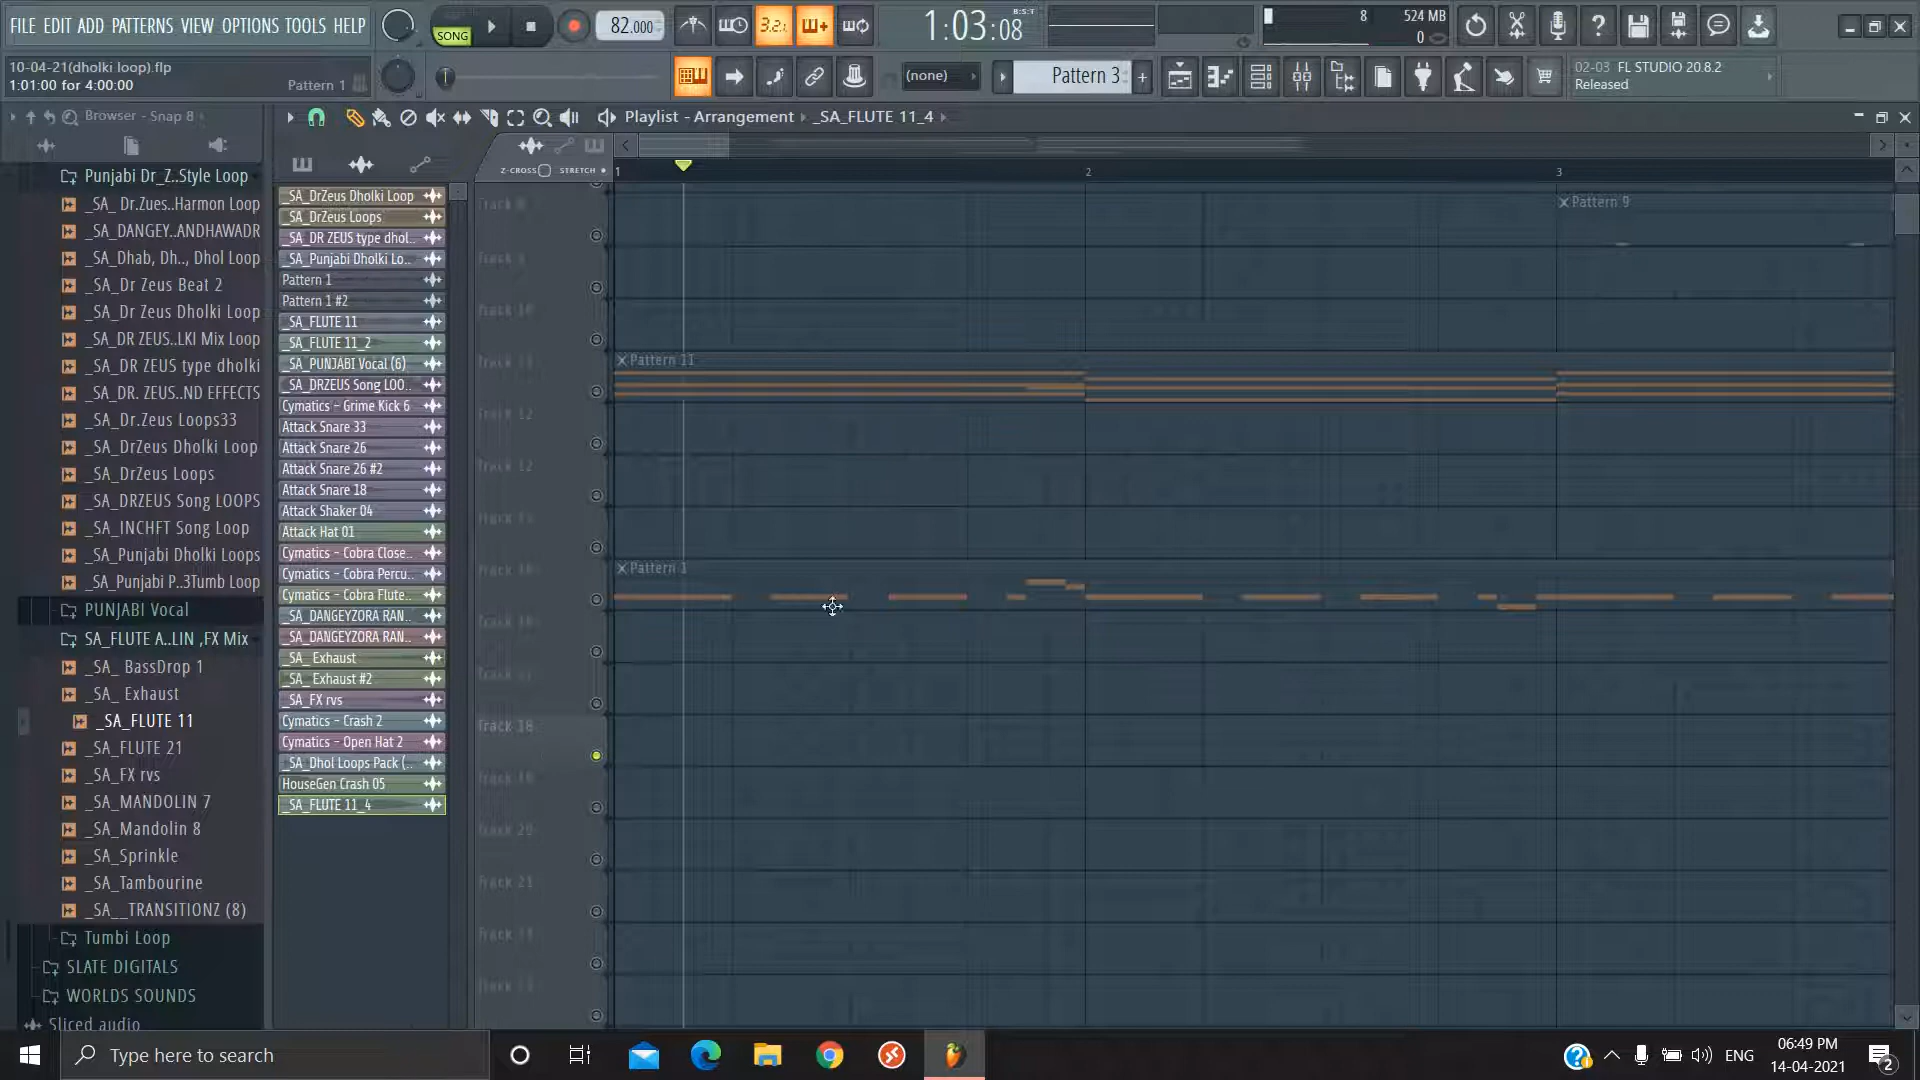 FILE EDIT ADD PATTERNS VIEW OPTIONS TOOLS HELP
SONG
82.000
3.2.
1:03:08
B:S:T
8
524 MB
0
10-04-21(dholki loop).flp
1:01:00 for 4:00:00
Pattern 1
(none)
Pattern 3
02-03 FL STUDIO 20.8.2
Released
Browser - Snap 8
Playlist - Arrangement
_SA_FLUTE 11_4
Z-CROSS
STRETCH
1
2
3
Punjabi Dr_Z..Style Loop
_SA_ Dr.Zues..Harmon Loop
_SA_DANGEY..ANDHAWADR
_SA_Dhab, Dh.., Dhol Loop
_SA_Dr Zeus Beat 2
_SA_Dr Zeus Dholki Loop
_SA_DR ZEUS..LKI Mix Loop
_SA_DR ZEUS type dholki
_SA_DR. ZEUS..ND EFFECTS
_SA_Dr.Zeus Loops33
_SA_DrZeus Dholki Loop
_SA_DrZeus Loops
_SA_DRZEUS Song LOOPS
_SA_INCHFT Song Loop
_SA_Punjabi Dholki Loops
_SA_Punjabi P..3Tumb Loop
PUNJABI Vocal
SA_FLUTE A..LIN ,FX Mix
_SA_ BassDrop 1
_SA_ Exhaust
_SA_FLUTE 11
_SA_FLUTE 21
_SA_FX rvs
_SA_MANDOLIN 7
_SA_Mandolin 8
_SA_Sprinkle
_SA_Tambourine
_SA__TRANSITIONZ (8)
Tumbi Loop
SLATE DIGITALS
WORLDS SOUNDS
Sliced audio
_SA_DrZeus Dholki Loop
_SA_DrZeus Loops
_SA_DR ZEUS type dhol..
_SA_Punjabi Dholki Lo..
Pattern 1
Pattern 1 #2
_SA_FLUTE 11
_SA_FLUTE 11_2
_SA_PUNJABI Vocal (6)
_SA_DRZEUS Song LOO..
Cymatics - Grime Kick 6
Attack Snare 33
Attack Snare 26
Attack Snare 26 #2
Attack Snare 18
Attack Shaker 04
Attack Hat 01
Cymatics - Cobra Close..
Cymatics - Cobra Percu..
Cymatics - Cobra Flute..
_SA_DANGEYZORA RAN..
_SA_DANGEYZORA RAN..
_SA_ Exhaust
_SA_ Exhaust #2
_SA_FX rvs
Cymatics - Crash 2
Cymatics - Open Hat 2
_SA_Dhol Loops Pack (..
HouseGen Crash 05
_SA_FLUTE 11_4
Track 12
Track 18
Track 20
Track 21
Pattern 9
Pattern 11
Pattern 1
Type here to search
ENG
06:49 PM
14-04-2021
2